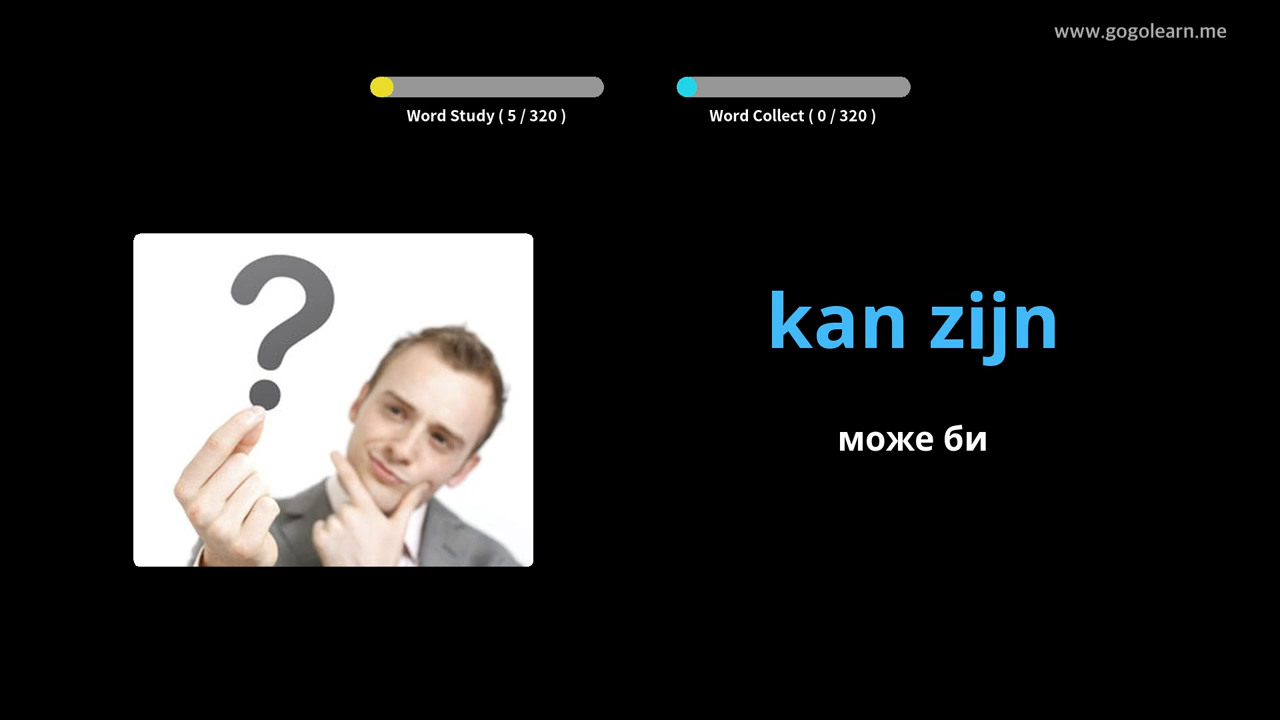 www.gogolearn.me
Word Study ( 5 / 320 )
Word Collect ( 0 / 320 )
?
kan zijn
може би